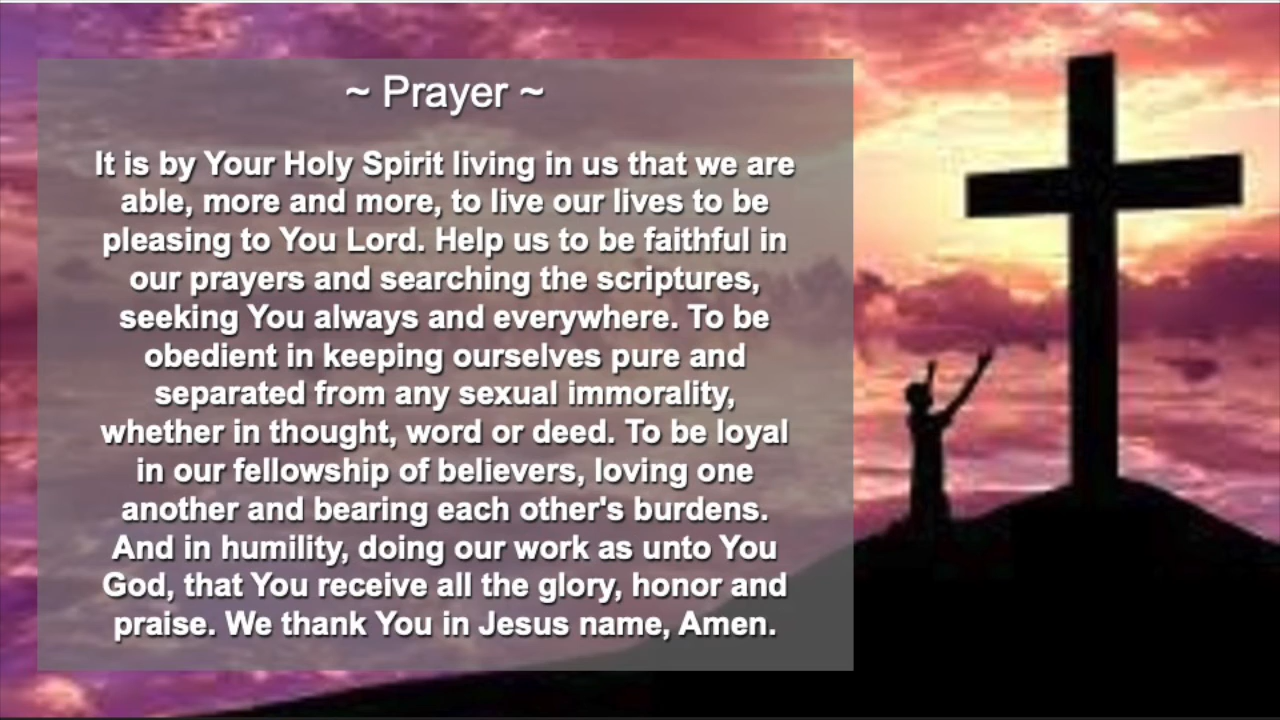 ~ Prayer ~
It is by Your Holy Spirit living in us that we are
able, more and more, to live our lives to be
pleasing to You Lord. Help us to be faithful in
our prayers and searching the scriptures,
seeking You always and everywhere. To be
obedient in keeping ourselves pure and
separated from any sexual immorality,
whether in thought, word or deed. To be loyal
in our fellowship of believers, loving one
another and bearing each other's burdens.
And in humility, doing our work as unto You
God, that You receive all the glory, honor and
praise. We thank You in Jesus name, Amen.